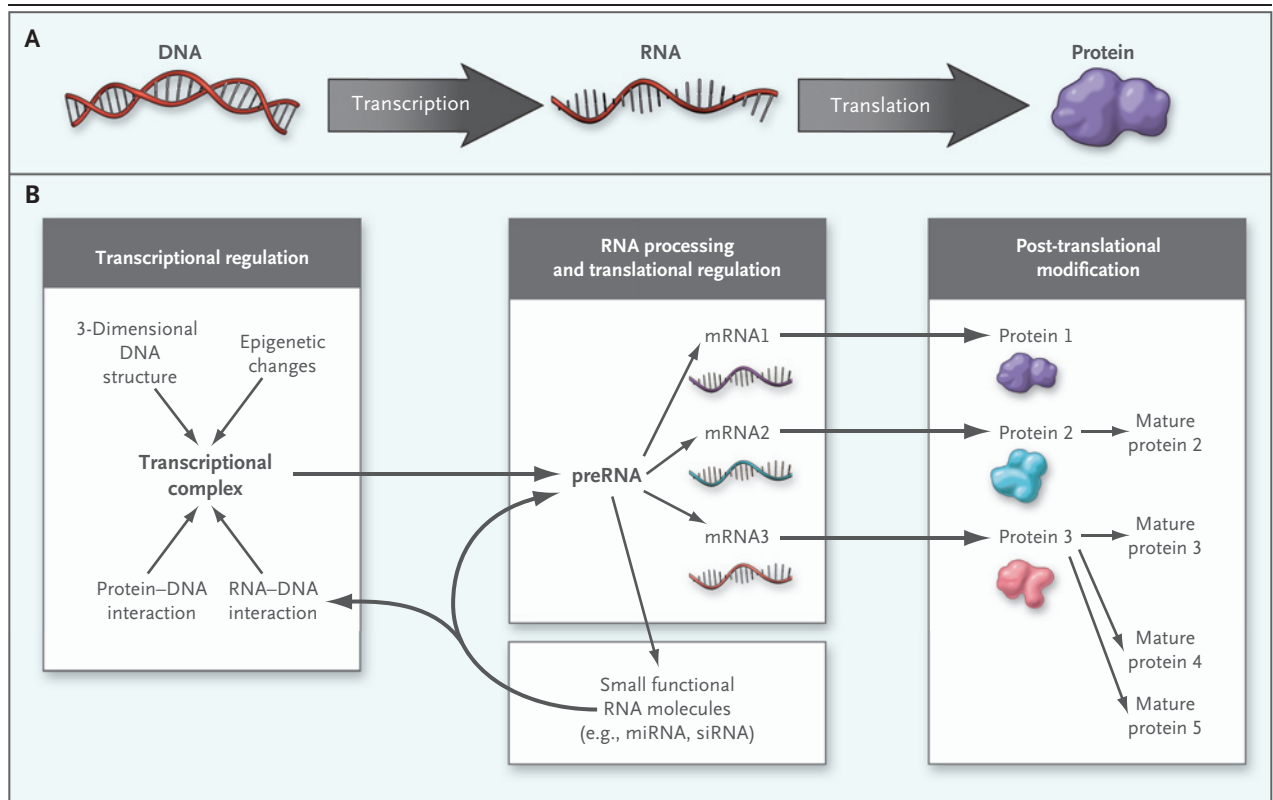 A
DNA
Transcription
RNA
Translation
Protein
B
Transcriptional regulation
3-Dimensional
DNA
structure
Epigenetic
changes
Transcriptional
complex
Protein–DNA
interaction
RNA–DNA
interaction
RNA processing
and translational regulation
preRNA
mRNA1
mRNA2
mRNA3
Small functional
RNA molecules
(e.g., miRNA, siRNA)
Post-translational
modification
Protein 1
Protein 2
Mature
protein 2
Protein 3
Mature
protein 3
Mature
protein 4
Mature
protein 5